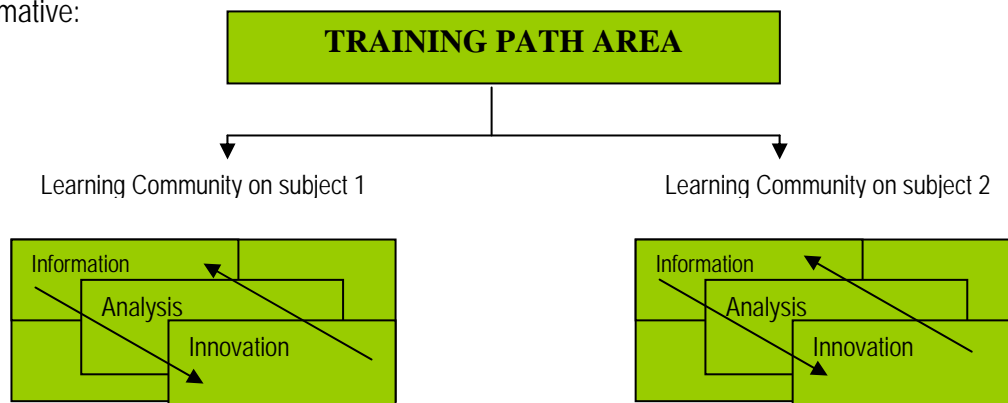 mative:
TRAINING PATH AREA
Learning Community on subject 1
Learning Community on subject 2
Information
Analysis
Innovation
Information
Analysis
Innovation